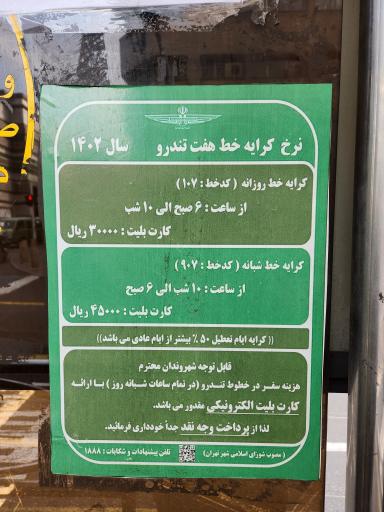 نرخ کرایه خط هفت تندرو سال ۱۴۰۲
کرایه خط روزانه ( کدخط : ۱۰۷ )
از ساعت : ۶ صبح الی ۱۰ شب
کارت بلیت : ۳۰۰۰۰ ریال
کرایه خط شبانه ( کدخط : ۹۰۷ )
از ساعت : ۱۰ شب الی ۶ صبح
کارت بلیت : ۴۵۰۰۰ ریال
(( کرایه ایام تعطیل ۵۰ % بیشتر از ایام عادی می باشد ))
قابل توجه شهروندان محترم
هزینه سفر در خطوط تندرو ( در تمام ساعات شبانه روز ) با ارائه
کارت بلیت الکترونیکی مقدور می باشد.
لذا از پرداخت وجه نقد جداً خودداری فرمائید.
( مصوب شورای اسلامی شهر تهران ) تلفن پیشنهادات و شکایات : ۱۸۸۸